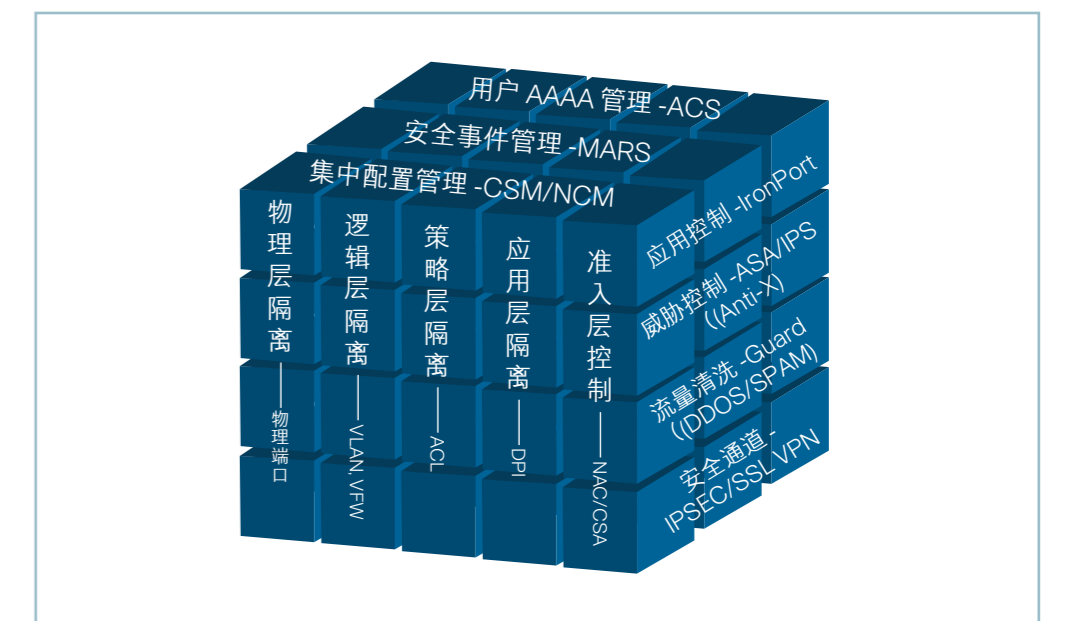 用户 AAAA 管理 -ACS
安全事件管理 -MARS
集中配置管理 -CSM/NCM
物理层隔离——物理端口
逻辑层隔离——VLAN, VFW
策略层隔离——ACL
应用层隔离——DPI
准入层控制——NAC/CSA
应用控制 -IronPort
威胁控制 -ASA/IPS
((Anti-X)
流量清洗 -Guard
((DDOS/SPAM)
安全通道 -
IPSEC/SSL VPN